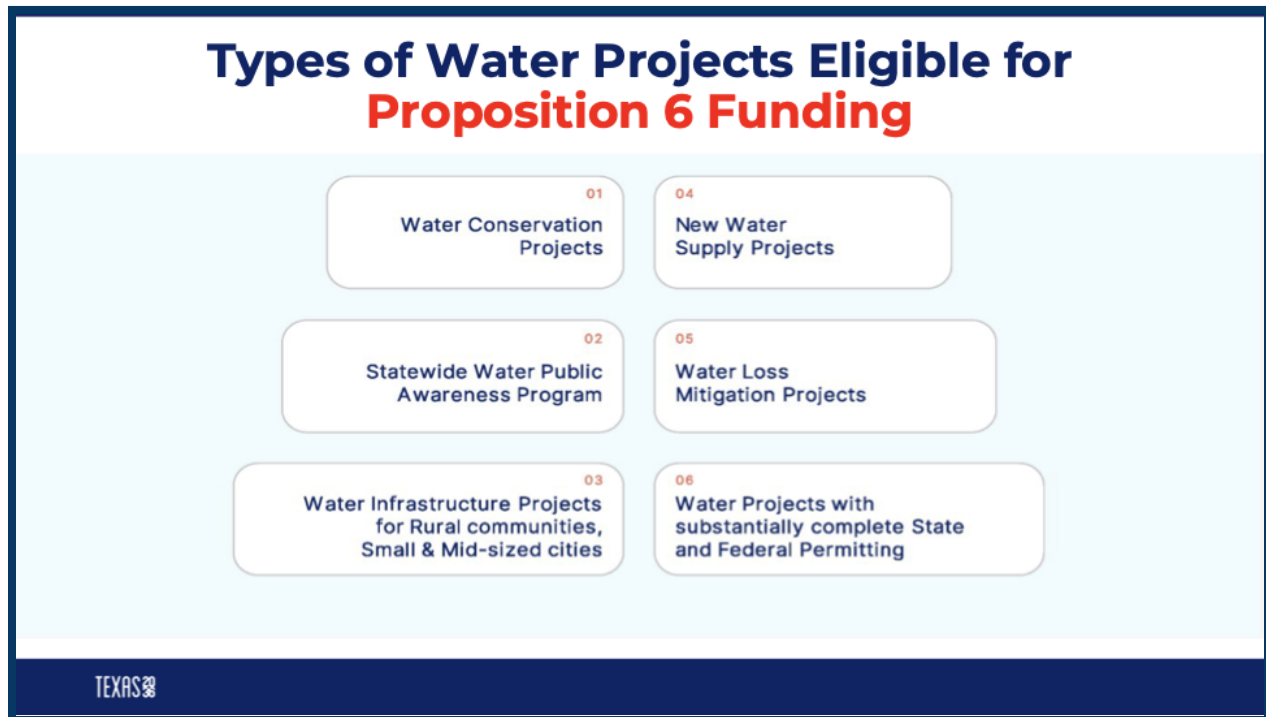 Types of Water Projects Eligible for
Proposition 6 Funding
01
Water Conservation
Projects
02
Statewide Water Public
Awareness Program
03
Water Infrastructure Projects
for Rural communities,
Small & Mid-sized cities
04
New Water
Supply Projects
05
Water Loss
Mitigation Projects
06
Water Projects with
substantially complete State
and Federal Permitting
TEXAS 2036